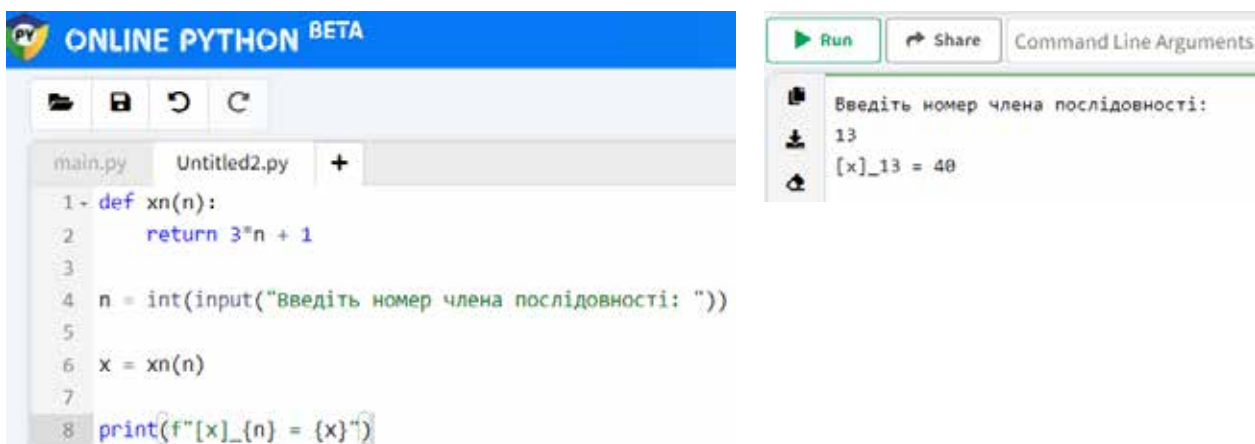 PY ONLINE PYTHON BETA
main.py Untitled2.py +
1 def xn(n):
2 return 3*n + 1
3
4 n = int(input("Введіть номер члена послідовності: "))
5
6 x = xn(n)
7
8 print(f"[x]_{n} = {x}")
Run Share Command Line Arguments
Введіть номер члена послідовності:
13
[x]_13 = 40